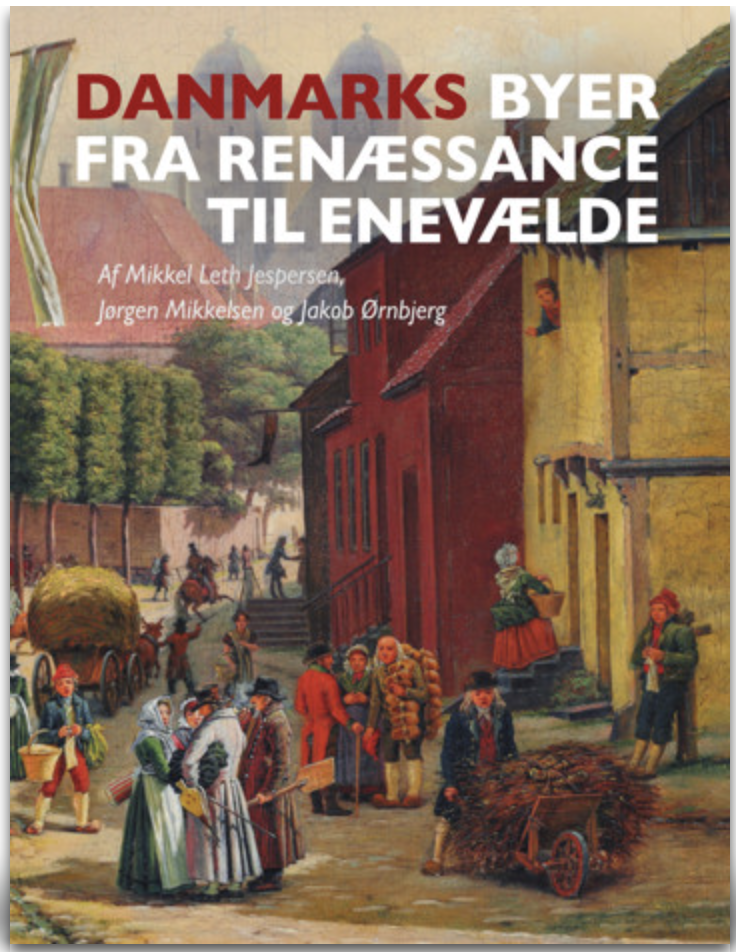 DANMARKS BYER
FRA RENÆSSANCE
TIL ENEVÆLDE
Af Mikkel Leth Jespersen,
Jørgen Mikkelsen og Jakob Ørnbjerg